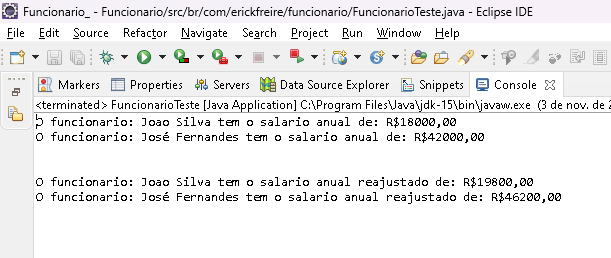 Funcionario_ - Funcionario/src/br/com/erickfreire/funcionario/FuncionarioTeste.java - Eclipse IDE
File Edit Source Refactor Navigate Search Project Run Window Help
Markers Properties Servers Data Source Explorer Snippets Console
<terminated> FuncionarioTeste [Java Application] C:\Program Files\Java\jdk-15\bin\javaw.exe (3 de nov. de 2
O funcionario: Joao Silva tem o salario anual de: R$18000,00
O funcionario: José Fernandes tem o salario anual de: R$42000,00
O funcionario: Joao Silva tem o salario anual reajustado de: R$19800,00
O funcionario: José Fernandes tem o salario anual reajustado de: R$46200,00